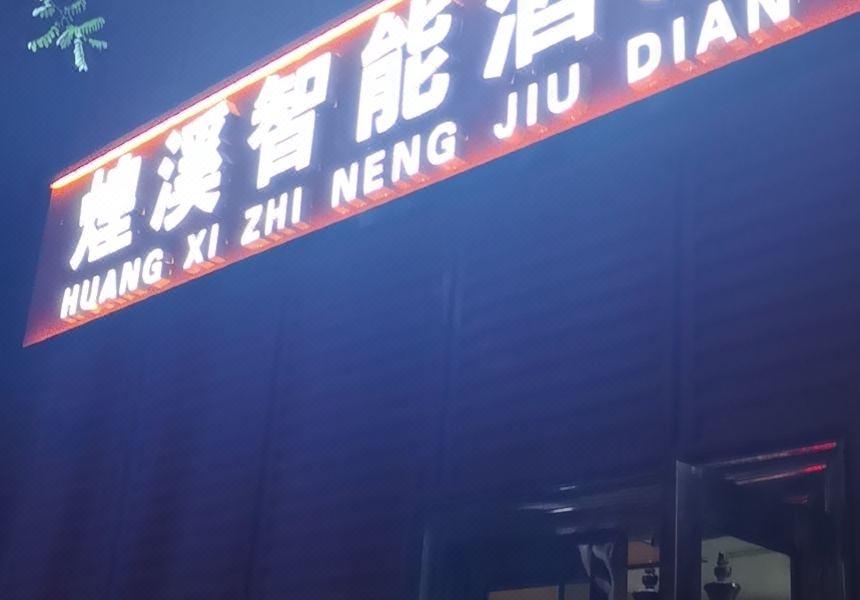 煌溪智能酒
HUANG XI ZHI NENG JIU DIAN